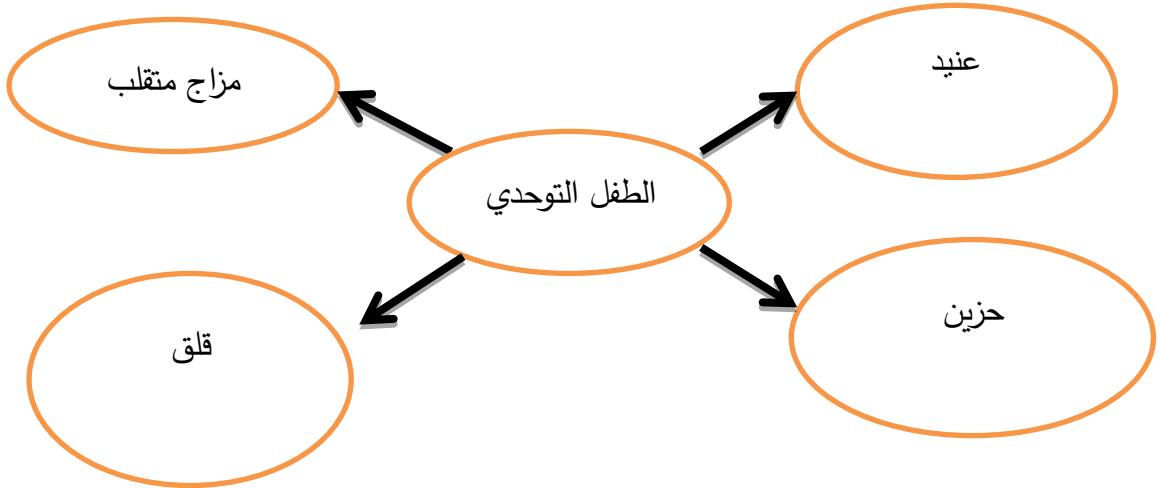 عنيد
مزاج متقلب
الطفل التوحدي
حزين
قلق